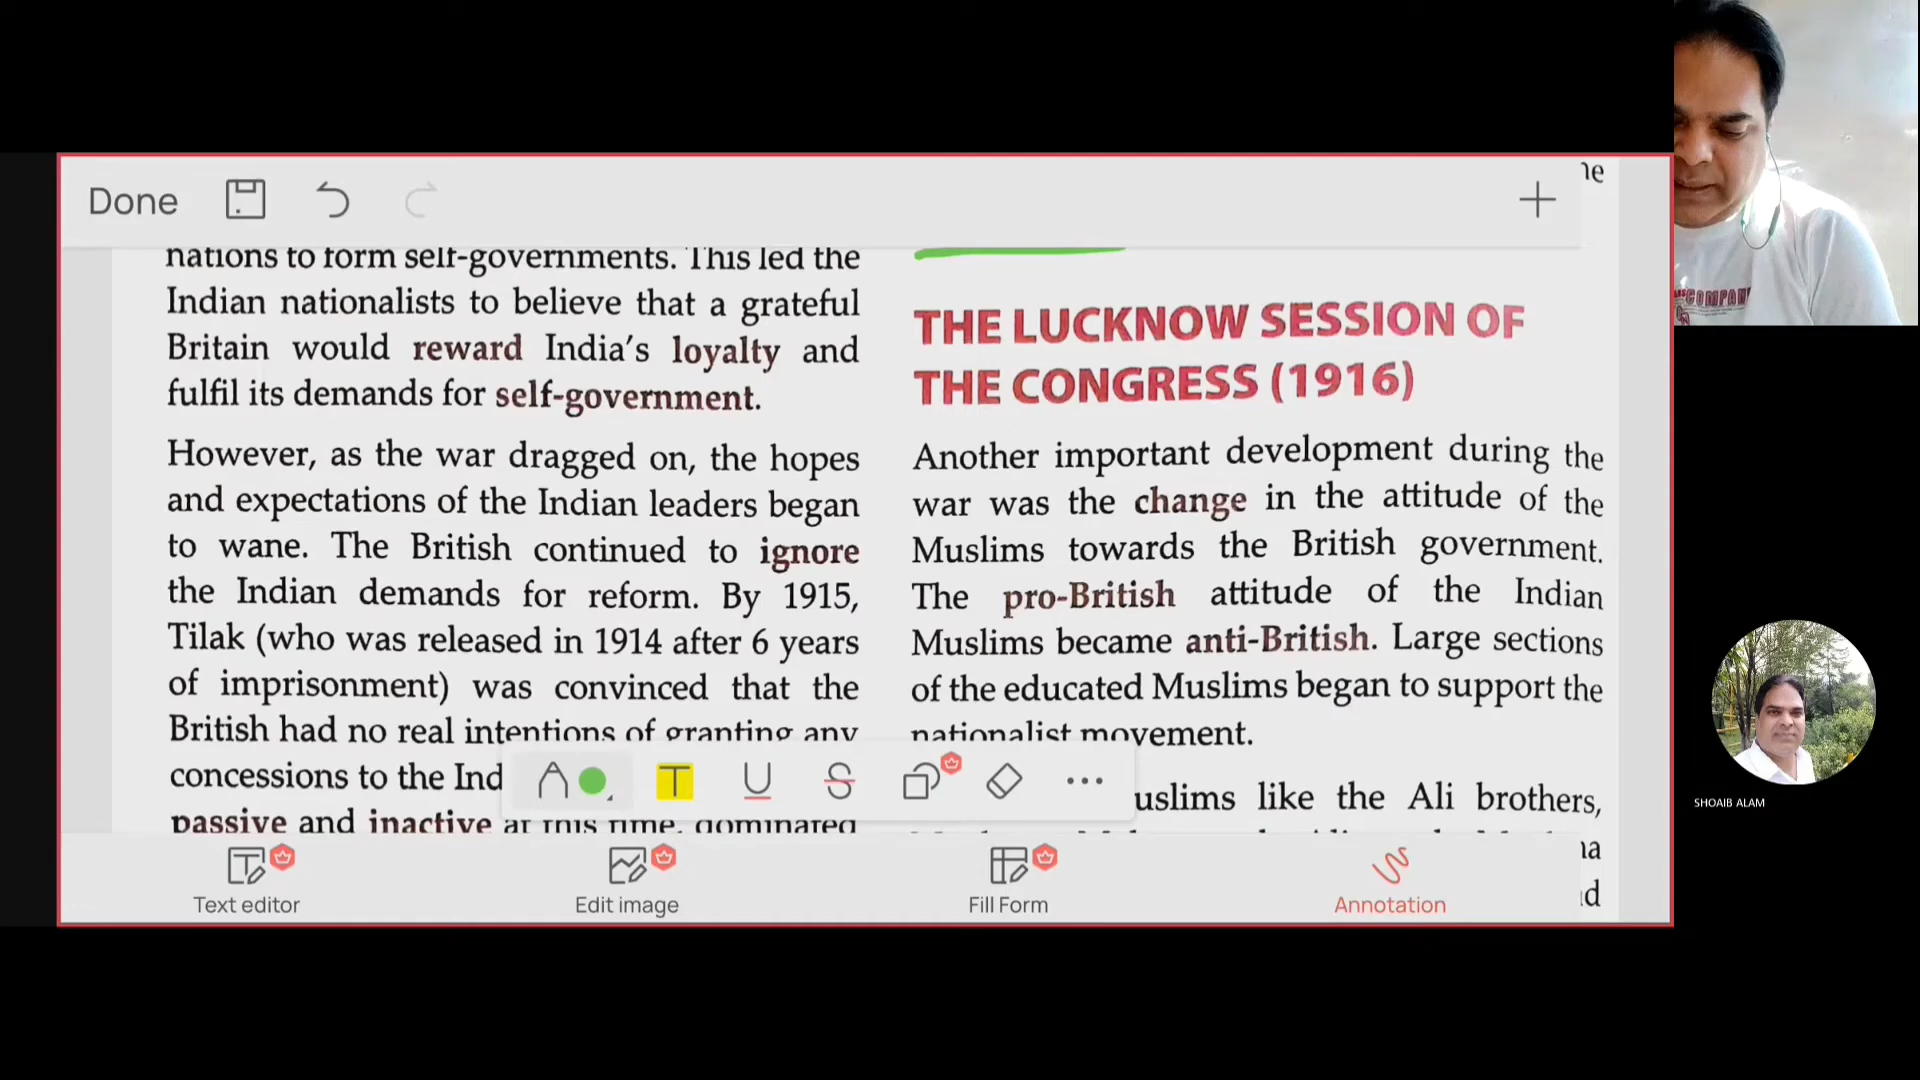 Done
ne
nations to form self-governments. This led the
Indian nationalists to believe that a grateful
Britain would reward India's loyalty and
fulfil its demands for self-government.
However, as the war dragged on, the hopes
and expectations of the Indian leaders began
to wane. The British continued to ignore
the Indian demands for reform. By 1915,
Tilak (who was released in 1914 after 6 years
of imprisonment) was convinced that the
British had no real intentions of granting any
concessions to the Ind
passive and inactive at this time, dominated
THE LUCKNOW SESSION OF
THE CONGRESS (1916)
Another important development during the
war was the change in the attitude of the
Muslims towards the British government.
The pro-British attitude of the Indian
Muslims became anti-British. Large sections
of the educated Muslims began to support the
nationalist movement.
uslims like the Ali brothers,
na
Text editor
Edit image
Fill Form
Annotation
COMPAN
SHOAIB ALAM